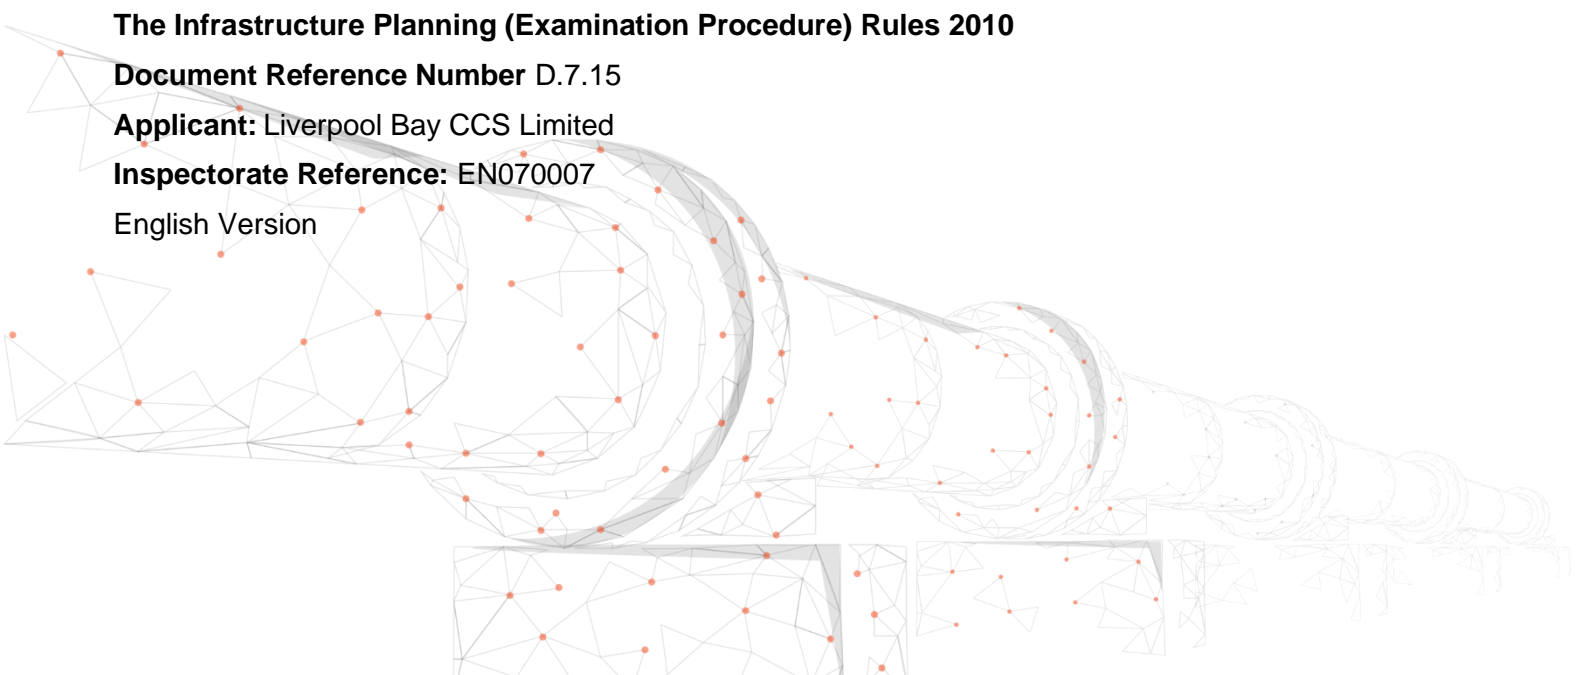 The Infrastructure Planning (Examination Procedure) Rules 2010
Document Reference Number D.7.15
Applicant: Liverpool Bay CCS Limited
Inspectorate Reference: EN070007
English Version